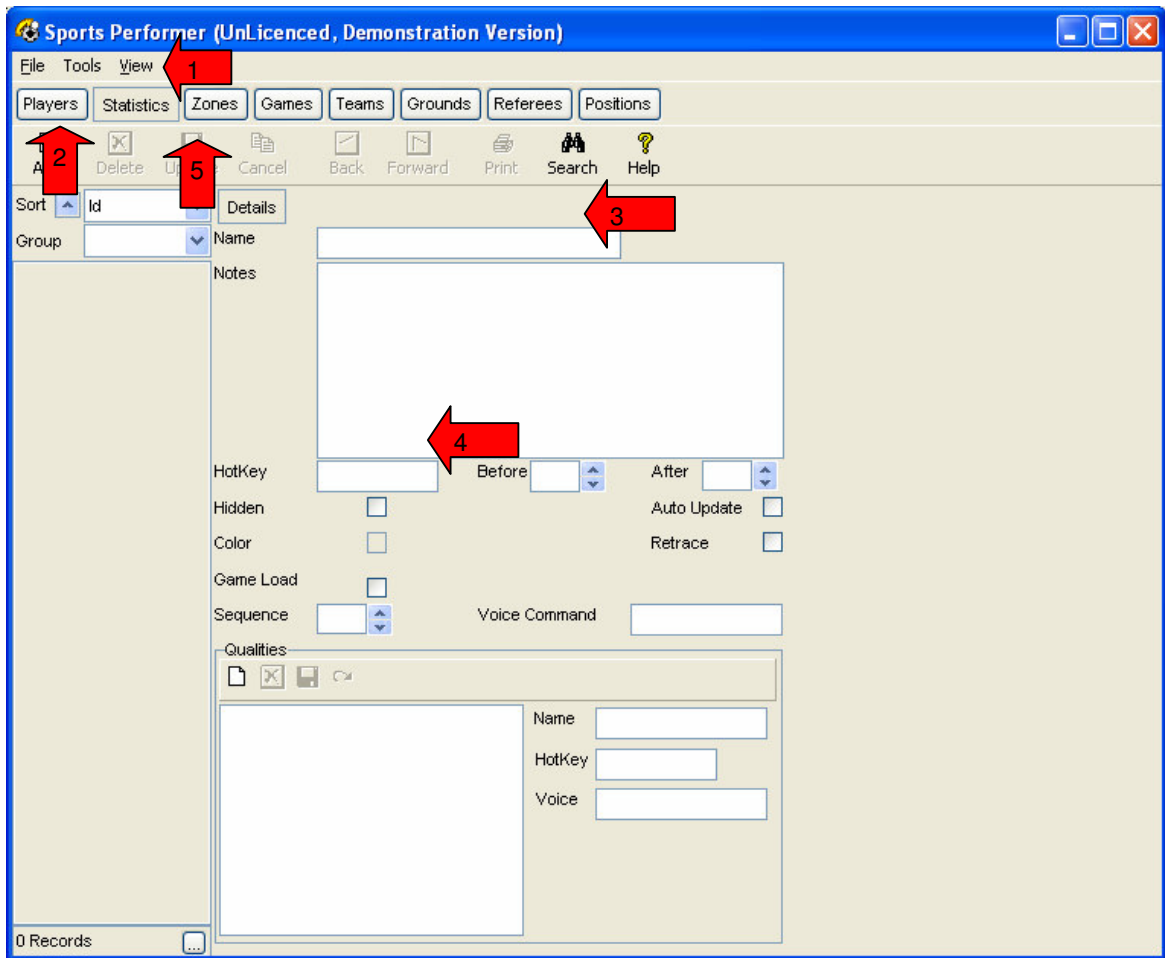 Sports Performer (UnLicenced, Demonstration Version)
File Tools View 1
Players Statistics Zones Games Teams Grounds Referees Positions
2 Delete 5 Cancel Back Forward Print Search Help
Sort Id Details 3
Group Name
Notes
4
HotKey Before After
Hidden Auto Update
Color Retrace
Game Load
Sequence Voice Command
Qualities
Name
HotKey
Voice
0 Records ...